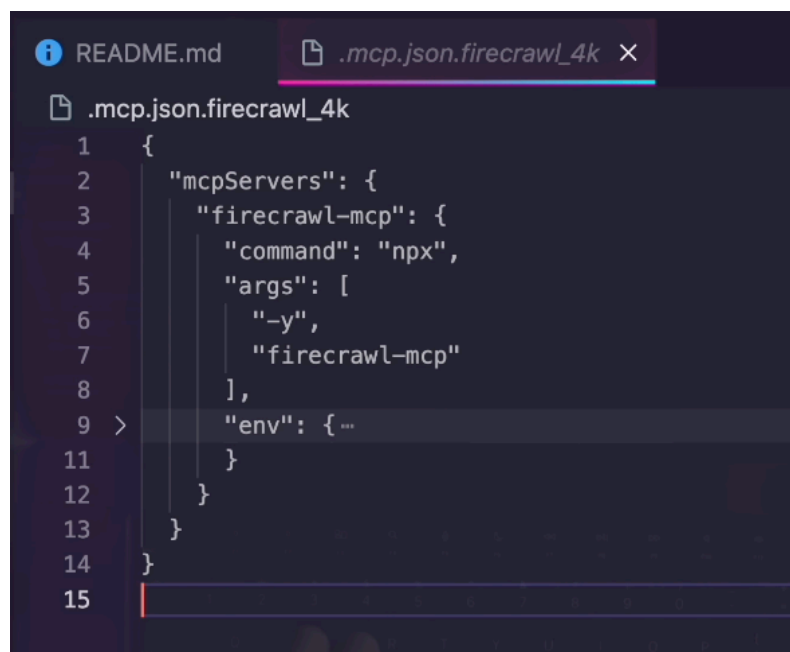 README.md
.mcp.json.firecrawl_4k
.mcp.json.firecrawl_4k
1 {
2 "mcpServers": {
3 "firecrawl-mcp": {
4 "command": "npx",
5 "args": [
6 "-y",
7 "firecrawl-mcp"
8 ],
9 "env": {…
11 }
12 }
13 }
14 }
15